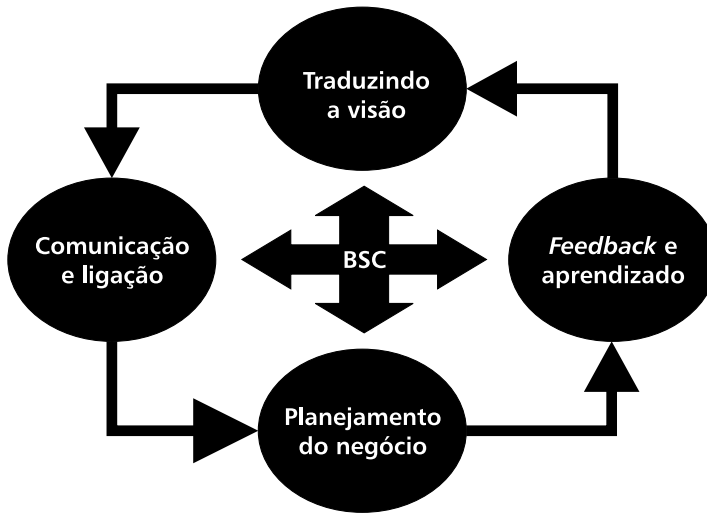 Traduzindo
a visão
Comunicação
e ligação
BSC
Feedback e
aprendizado
Planejamento
do negócio